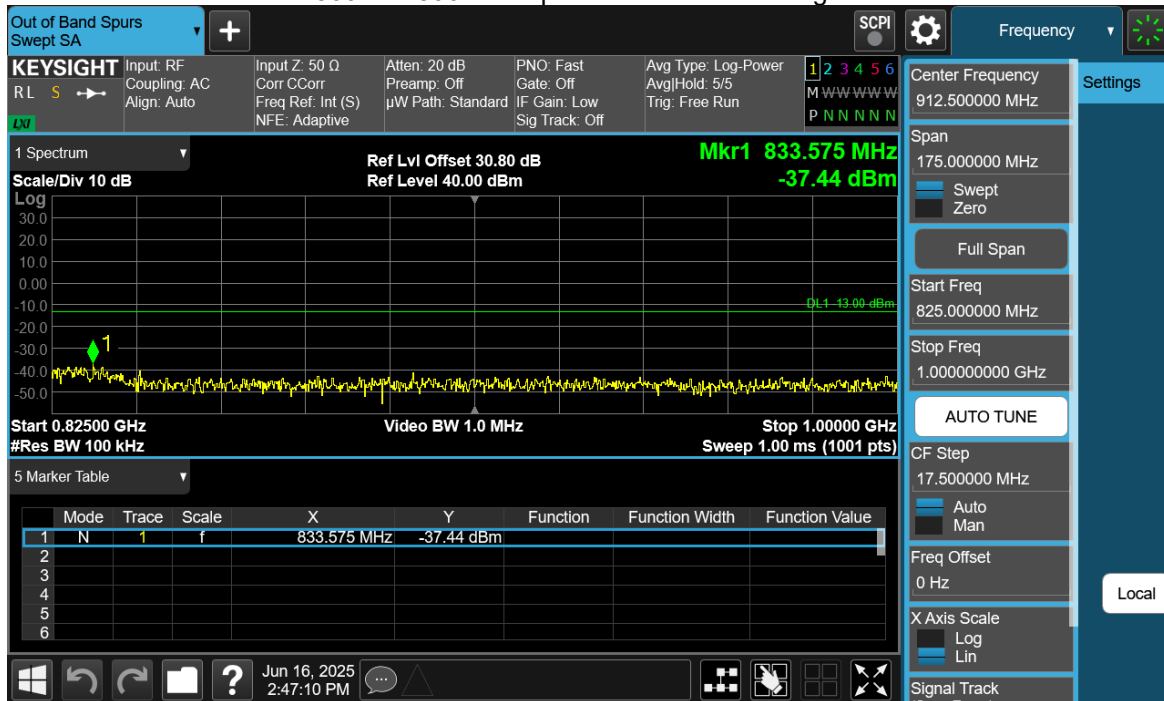 Out of Band Spurs
Swept SA
+
SCPI
Frequency
KEYSIGHT
RL S
LXI
Input: RF
Coupling: AC
Align: Auto
Input Z: 50 Ω
Corr CCorr
Freq Ref: Int (S)
NFE: Adaptive
Atten: 20 dB
Preamp: Off
µW Path: Standard
PNO: Fast
Gate: Off
IF Gain: Low
Sig Track: Off
Avg Type: Log-Power
Avg|Hold: 5/5
Trig: Free Run
1 2 3 4 5 6
M W W W W W
P N N N N N
1 Spectrum
Scale/Div 10 dB
Ref Lvl Offset 30.80 dB
Ref Level 40.00 dBm
Mkr1 833.575 MHz
-37.44 dBm
Log
30.0
20.0
10.0
0.00
-10.0
-20.0
-30.0
-40.0
-50.0
DL1 -13.00 dBm
1
Start 0.82500 GHz
#Res BW 100 kHz
Video BW 1.0 MHz
Stop 1.00000 GHz
Sweep 1.00 ms (1001 pts)
5 Marker Table
Mode Trace Scale X Y Function Function Width Function Value
1 N 1 f 833.575 MHz -37.44 dBm
2
3
4
5
6
Jun 16, 2025
2:47:10 PM
?
Center Frequency
912.500000 MHz
Span
175.000000 MHz
Swept
Zero
Full Span
Start Freq
825.000000 MHz
Stop Freq
1.000000000 GHz
AUTO TUNE
CF Step
17.500000 MHz
Auto
Man
Freq Offset
0 Hz
X Axis Scale
Log
Lin
Signal Track
Settings
Local